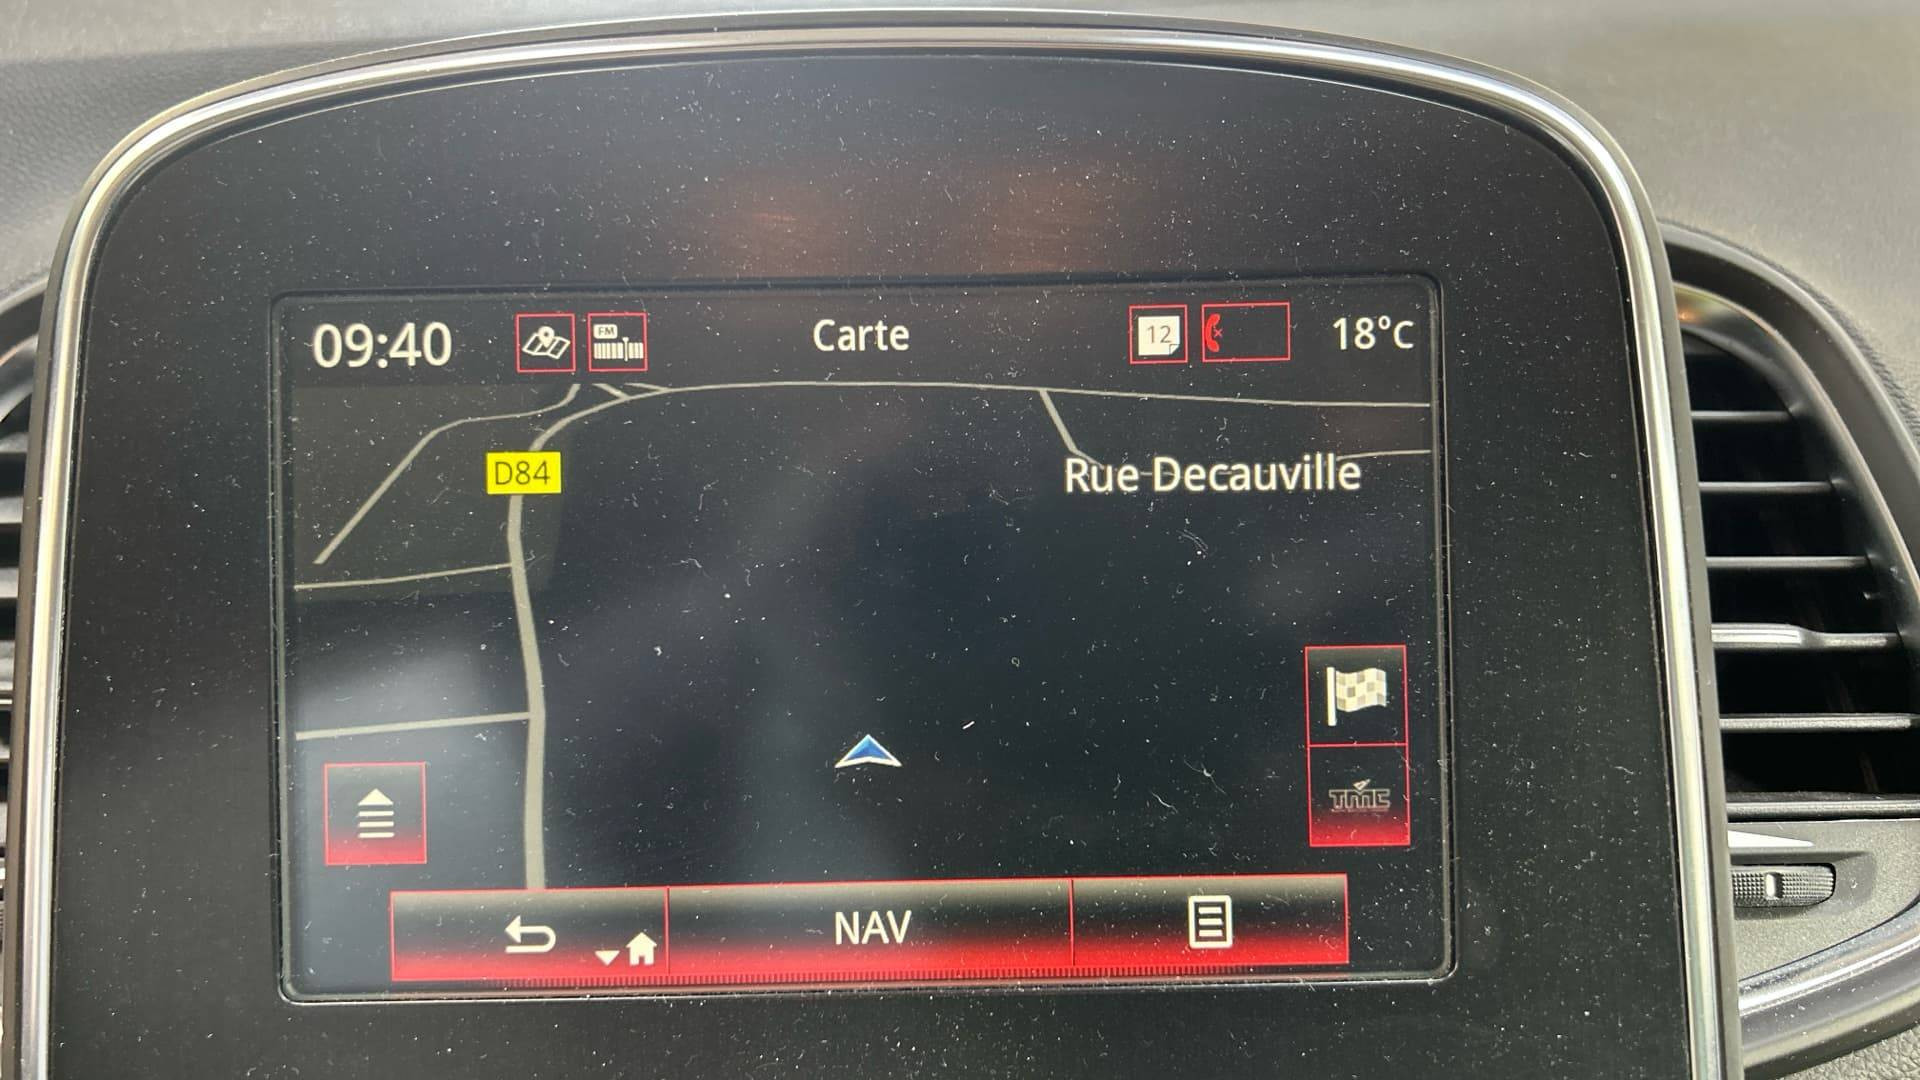 09:40
FM
Carte
12
18°C
D84
Rue Decauville
TMC
NAV